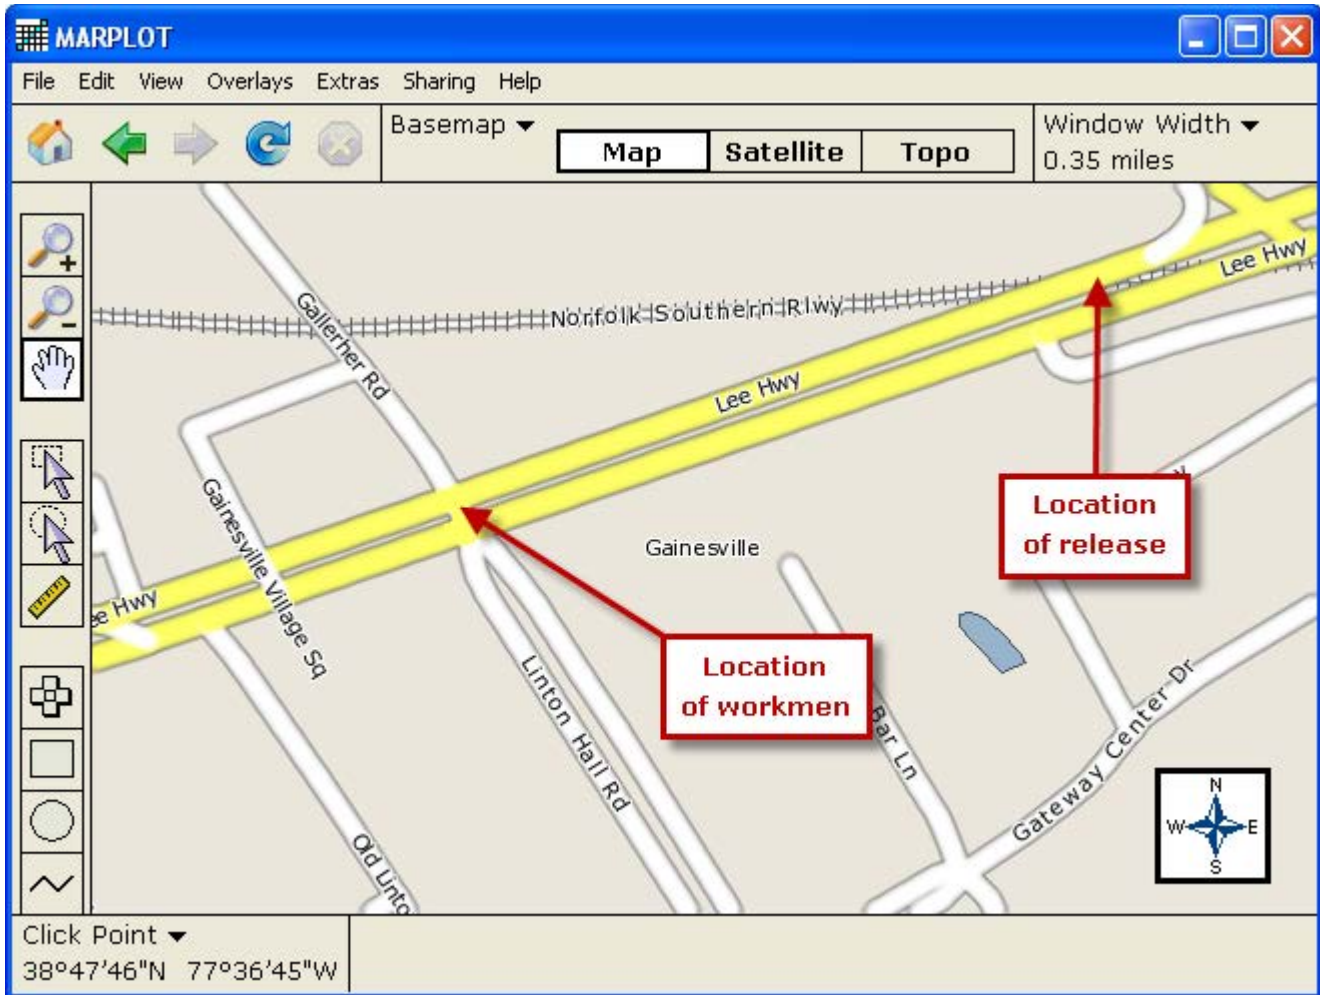 MARPLOT
File Edit View Overlays Extras Sharing Help
Basemap
Map Satellite Topo
Window Width
0.35 miles
Lee Hwy
Norfolk Southern Rlwy
Gallerher Rd
Lee Hwy
Location
of release
Gainesville Village Sq
Gainesville
Hwy
Location
of workmen
Linton Hall Rd
Bar Ln
Gateway Center Dr
Old Linto
N
W E
S
Click Point
38°47'46"N 77°36'45"W